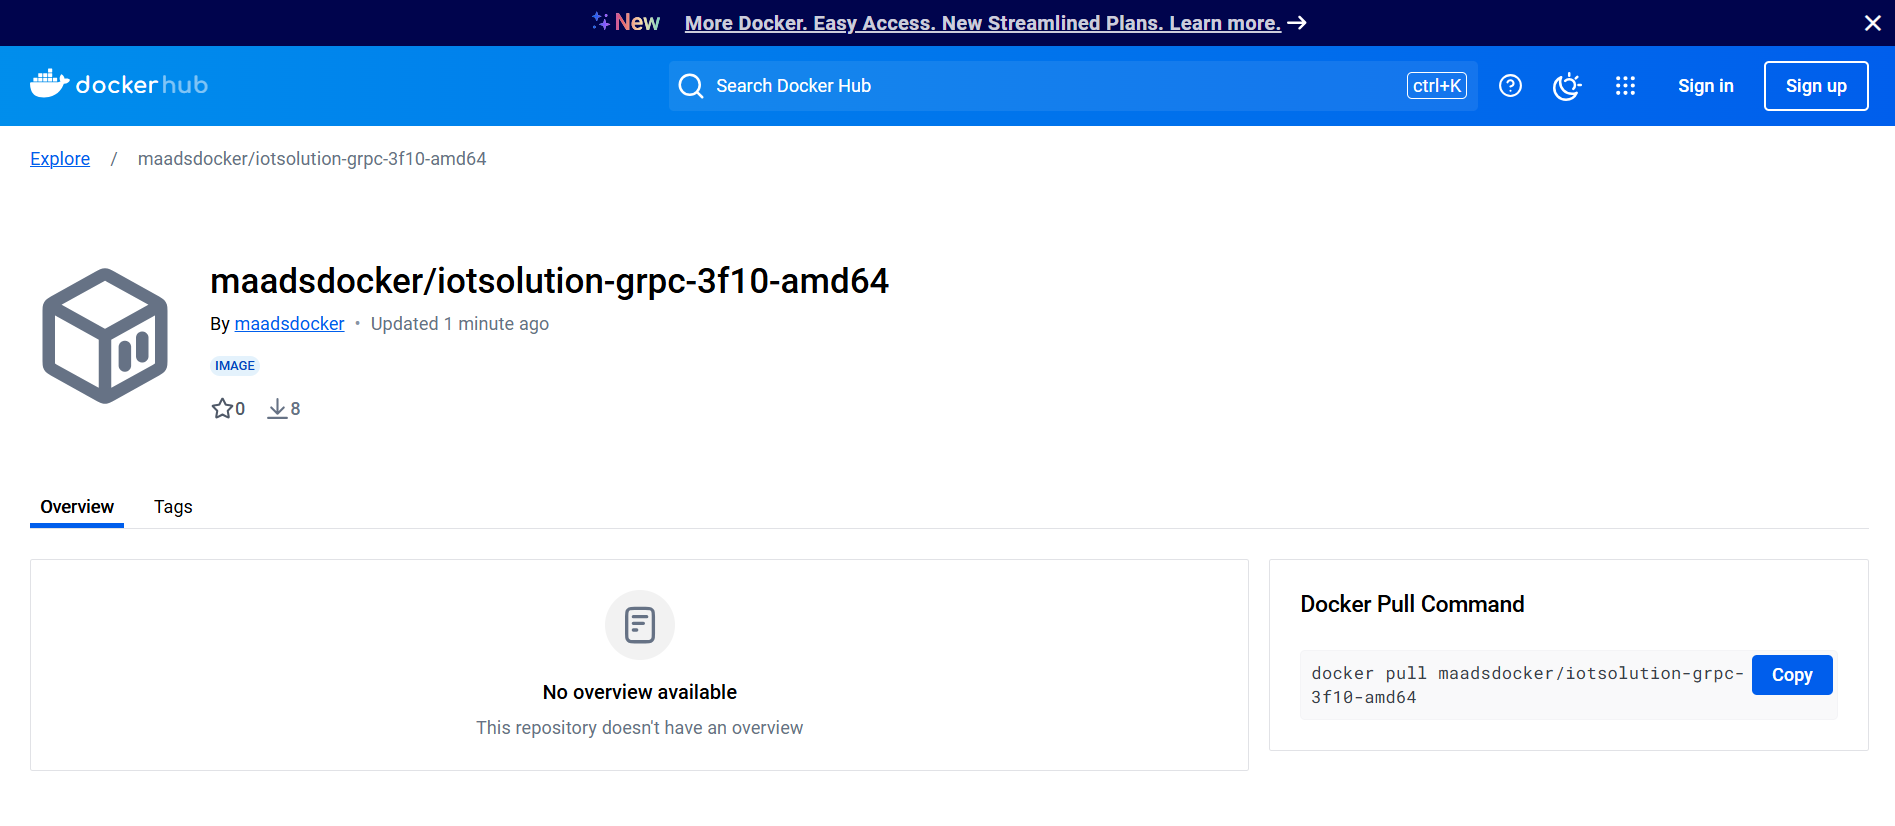 New More Docker. Easy Access. New Streamlined Plans. Learn more.
dockerhub
Search Docker Hub
ctrl+K
Sign in
Sign up
Explore / maadsdocker/iotsolution-grpc-3f10-amd64
maadsdocker/iotsolution-grpc-3f10-amd64
By maadsdocker • Updated 1 minute ago
IMAGE
0 8
Overview Tags
No overview available
This repository doesn't have an overview
Docker Pull Command
docker pull maadsdocker/iotsolution-grpc-
3f10-amd64
Copy